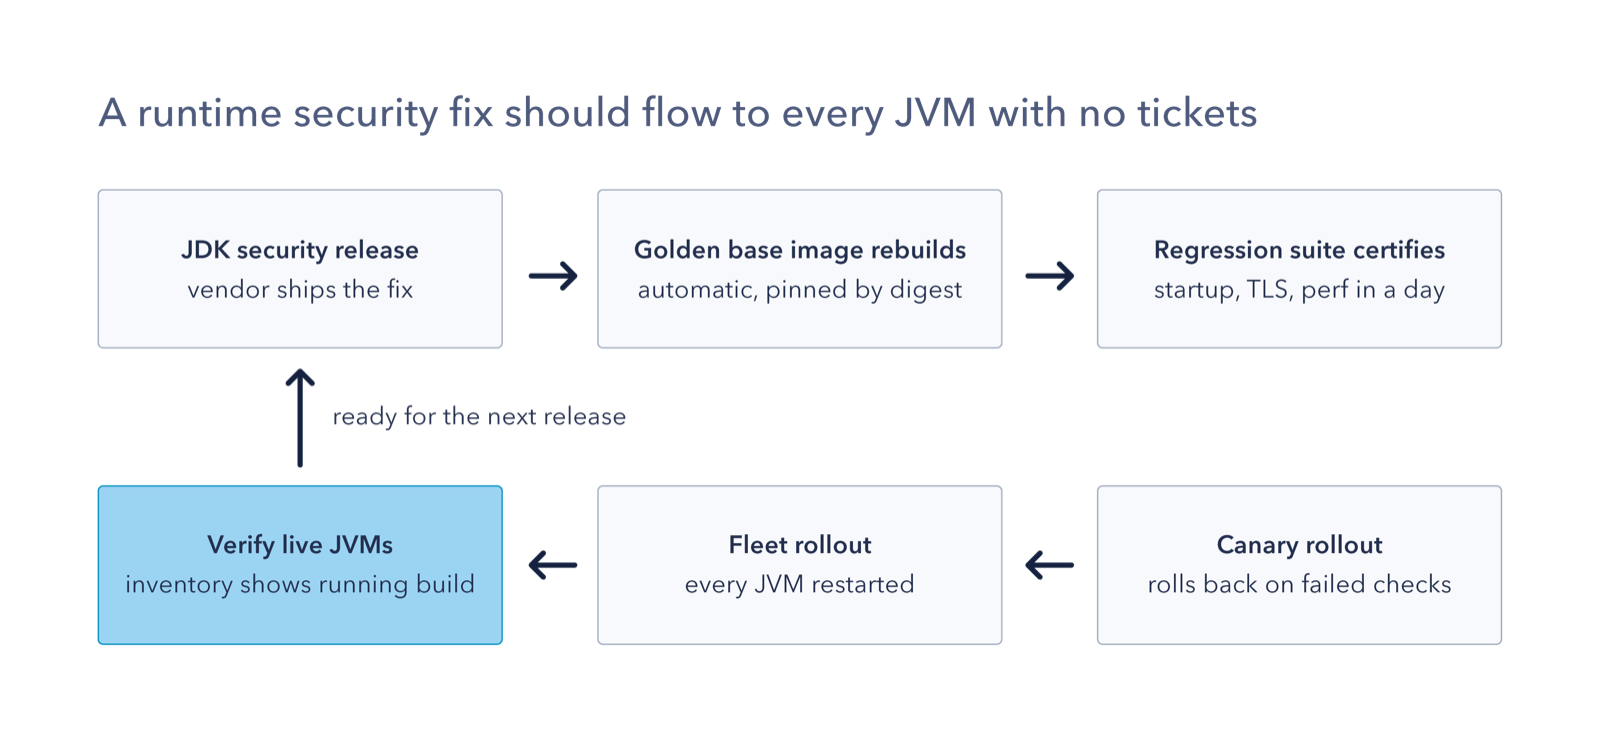 A runtime security fix should flow to every JVM with no tickets
JDK security release
vendor ships the fix
Golden base image rebuilds
automatic, pinned by digest
Regression suite certifies
startup, TLS, perf in a day
ready for the next release
Verify live JVMs
inventory shows running build
Fleet rollout
every JVM restarted
Canary rollout
rolls back on failed checks